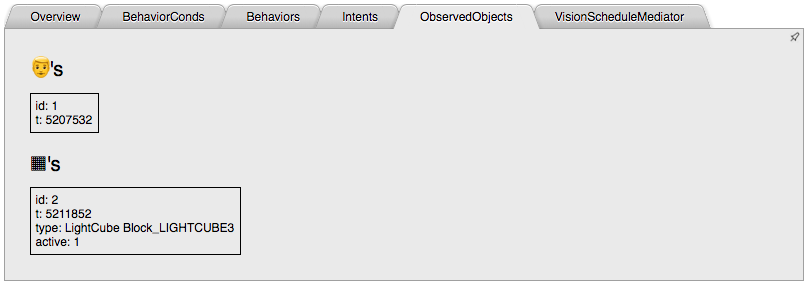 Overview
BehaviorConds
Behaviors
Intents
ObservedObjects
VisionScheduleMediator
👨's
id: 1
t: 5207532
▦'s
id: 2
t: 5211852
type: LightCube Block_LIGHTCUBE3
active: 1